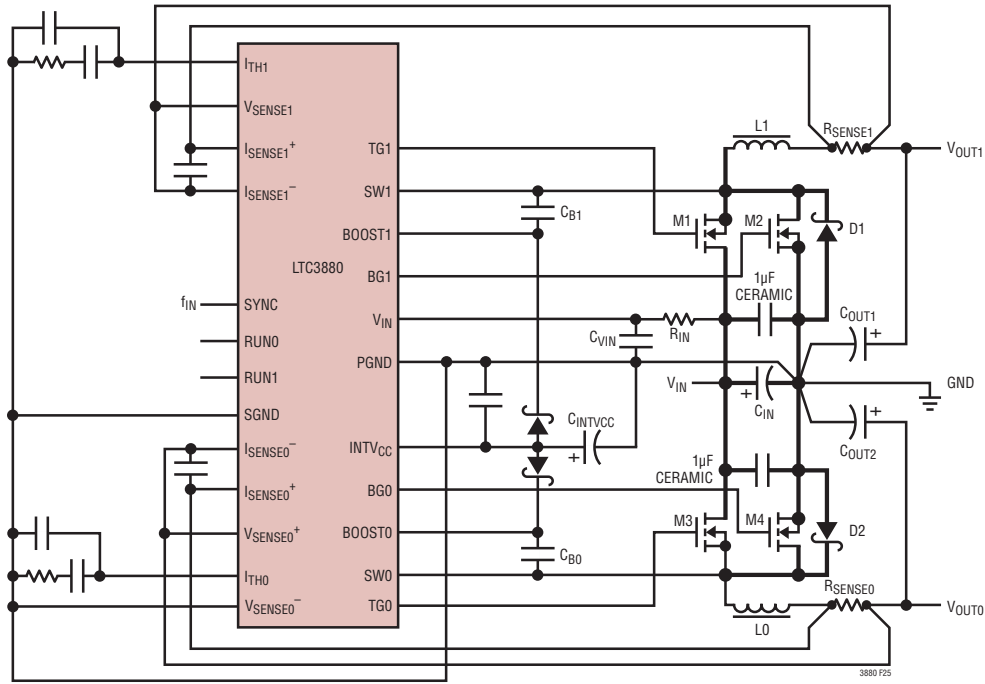 ITH1
VSENSE1
ISENSE1+
ISENSE1−
SYNC
RUN0
RUN1
SGND
ISENSE0−
ISENSE0+
VSENSE0+
ITH0
VSENSE0−
fIN
LTC3880
TG1
SW1
BOOST1
BG1
VIN
PGND
INTVCC
BG0
BOOST0
SW0
TG0
CB1
CVIN
RIN
CINTVCC
CB0
L1
RSENSE1
VOUT1
M1
M2
D1
1µF
CERAMIC
COUT1
VIN
CIN
GND
COUT2
1µF
CERAMIC
M3
M4
D2
RSENSE0
L0
VOUT0
+
+
+
+
3880 F25